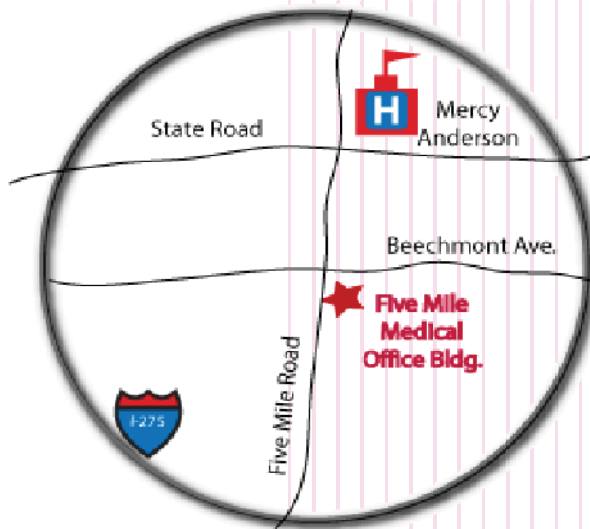 State Road
H
Mercy
Anderson
Beechmont Ave.
Five Mile
Medical
Office Bldg.
Five Mile Road
I-275